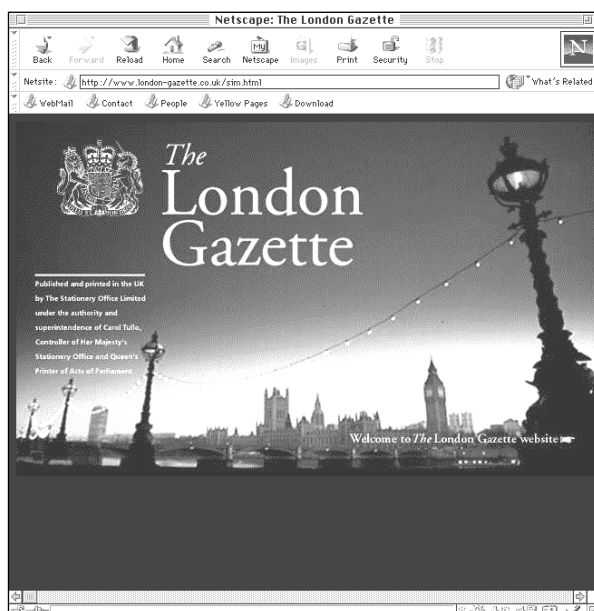 Netscape: The London Gazette
Back Forward Reload Home Search Netscape Images Print Security Stop
My
N
Netsite: http://www.london-gazette.co.uk/sim.html What's Related
WebMail Contact People Yellow Pages Download
The
London
Gazette
Published and printed in the UK
by The Stationery Office Limited
under the authority and
superintendence of Carol Tullo,
Controller of Her Majesty's
Stationery Office and Queen's
Printer of Acts of Parliament
Welcome to The London Gazette website